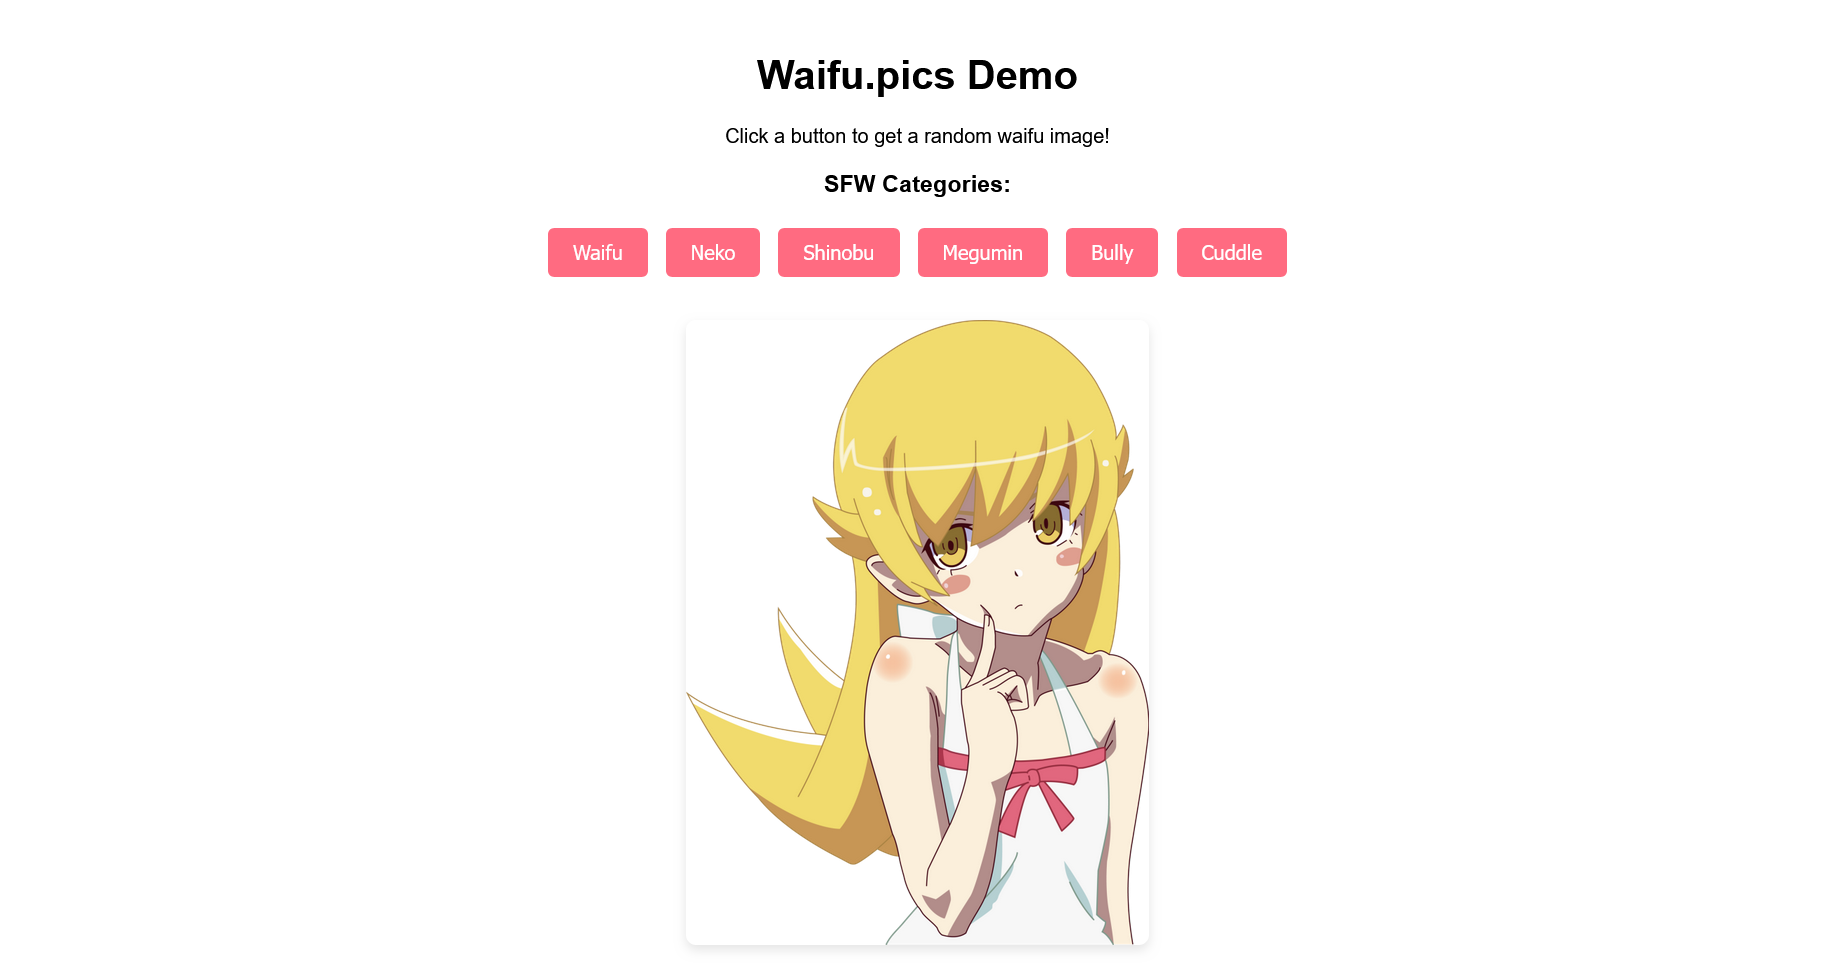 Waifu.pics Demo
Click a button to get a random waifu image!
SFW Categories:
Waifu Neko Shinobu Megumin Bully Cuddle